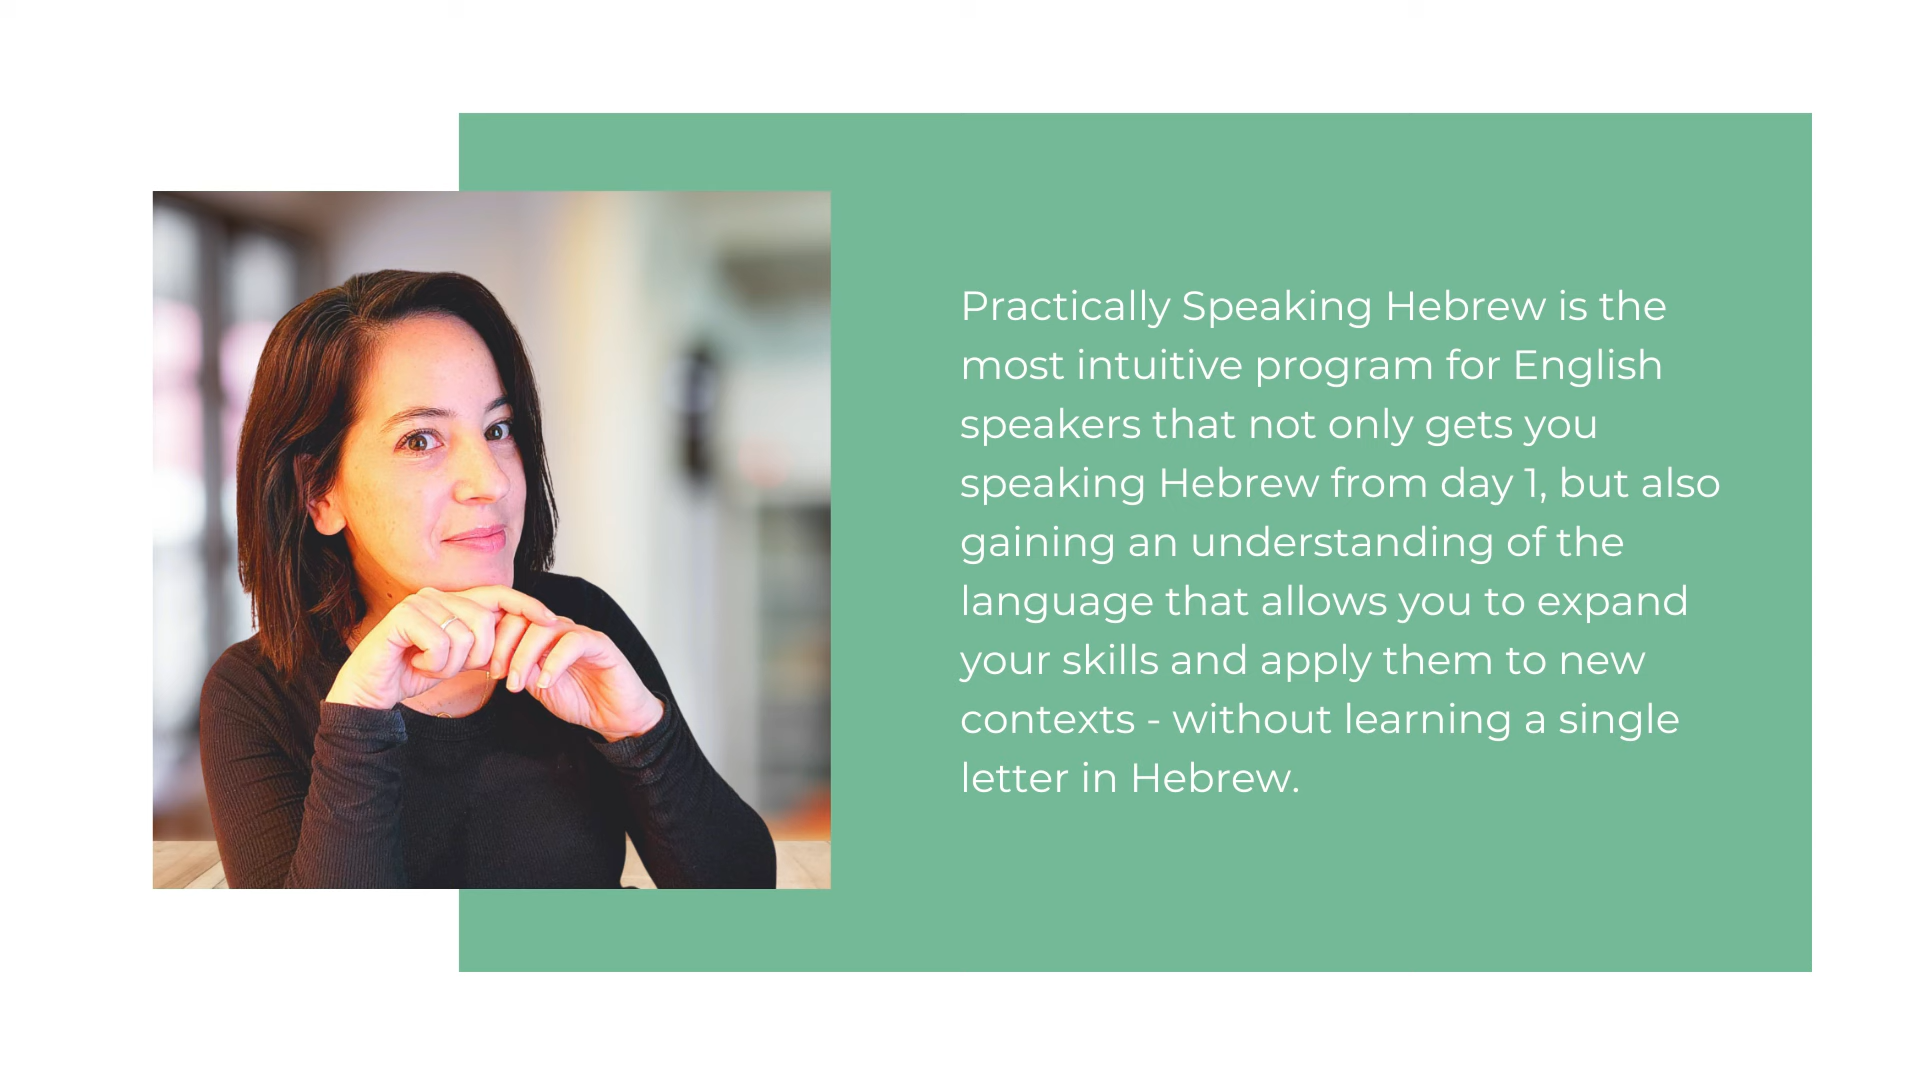 Practically Speaking Hebrew is the
most intuitive program for English
speakers that not only gets you
speaking Hebrew from day 1, but also
gaining an understanding of the
language that allows you to expand
your skills and apply them to new
contexts - without learning a single
letter in Hebrew.